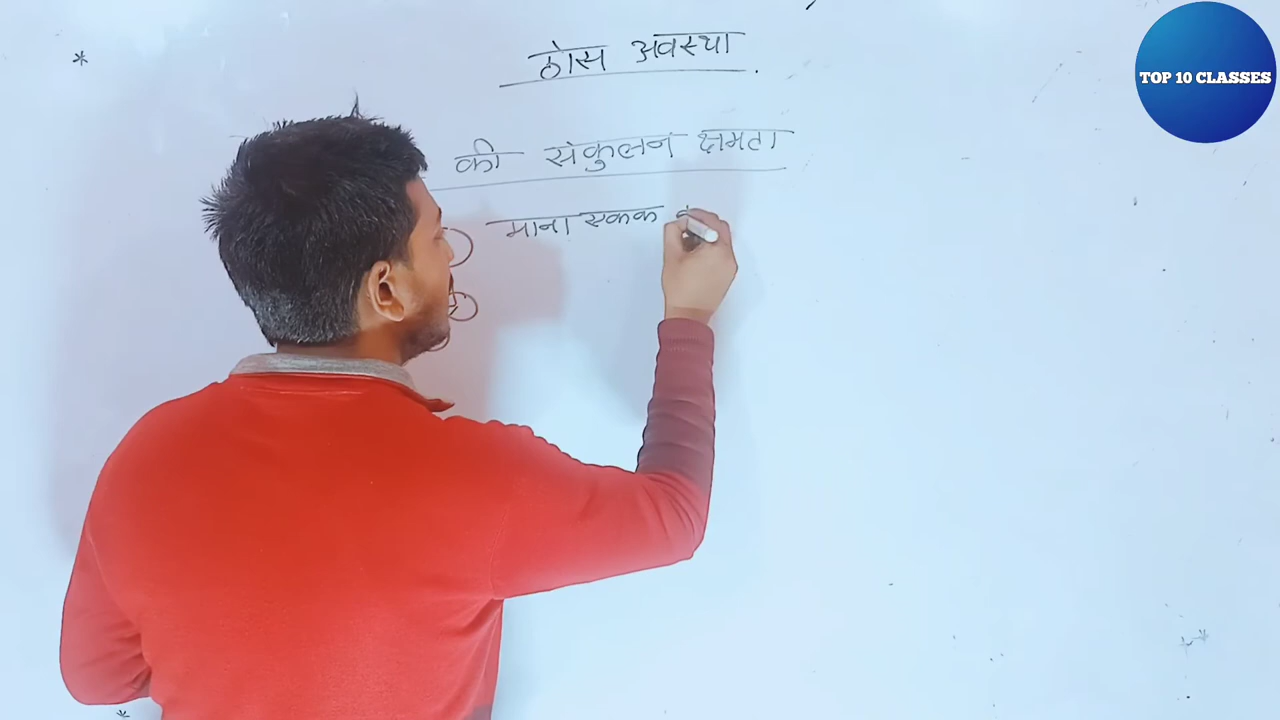 ठोस अवस्था
TOP 10 CLASSES
की संकुलन क्षमता
माना एकक